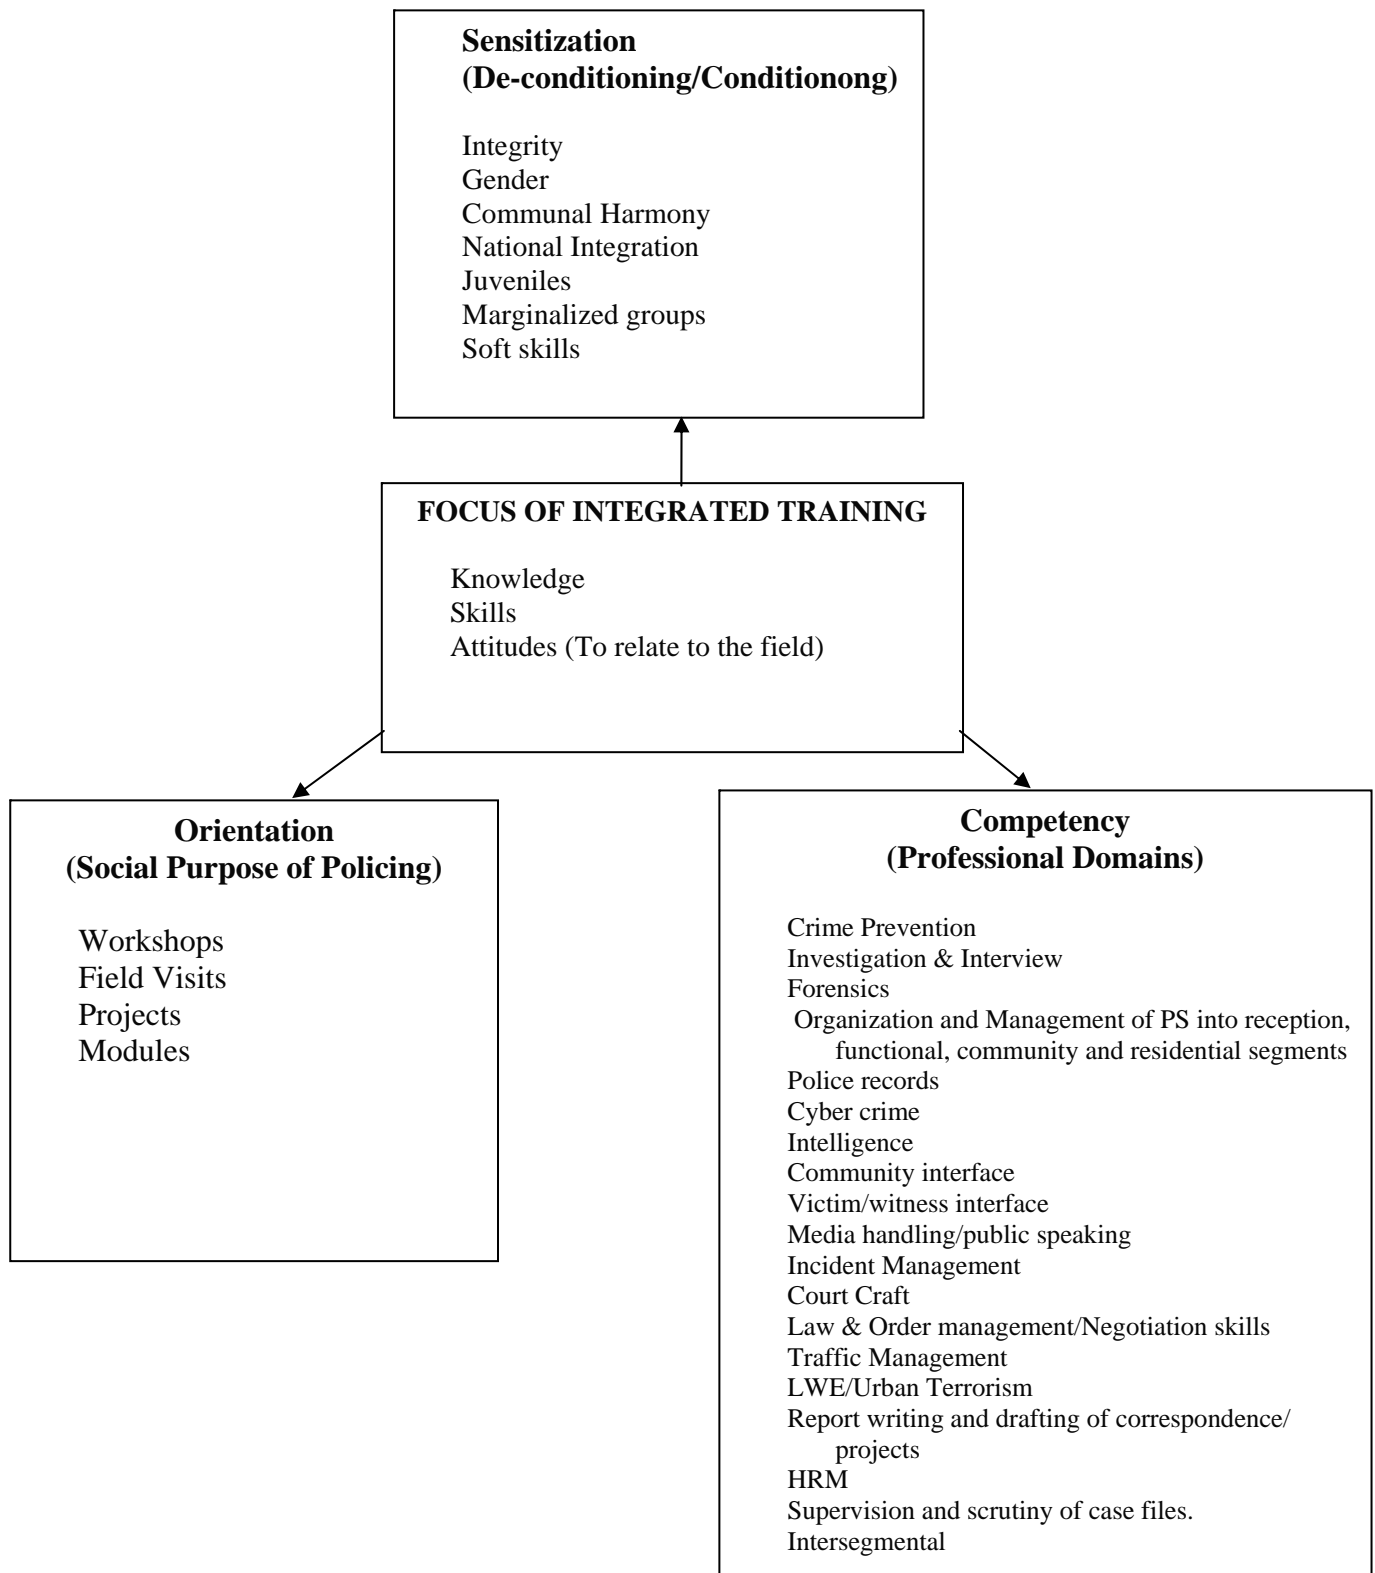 Sensitization
(De-conditioning/Conditionong)
Integrity
Gender
Communal Harmony
National Integration
Juveniles
Marginalized groups
Soft skills
FOCUS OF INTEGRATED TRAINING
Knowledge
Skills
Attitudes (To relate to the field)
Orientation
(Social Purpose of Policing)
Workshops
Field Visits
Projects
Modules
Competency
(Professional Domains)
Crime Prevention
Investigation & Interview
Forensics
Organization and Management of PS into reception,
functional, community and residential segments
Police records
Cyber crime
Intelligence
Community interface
Victim/witness interface
Media handling/public speaking
Incident Management
Court Craft
Law & Order management/Negotiation skills
Traffic Management
LWE/Urban Terrorism
Report writing and drafting of correspondence/
projects
HRM
Supervision and scrutiny of case files.
Intersegmental